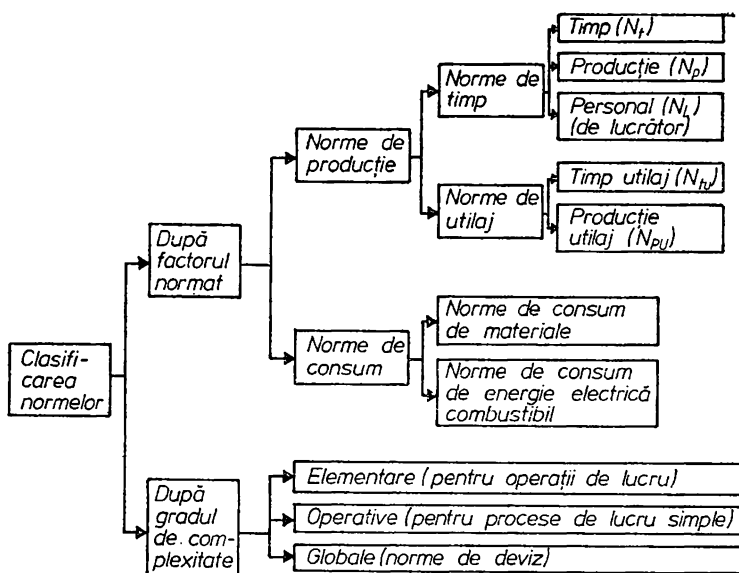 Clasifi-
carea
normelor
După
factorul
normat
Norme de
producție
Norme de
timp
Timp (Nt)
Producție (Np)
Personal (NL)
(de lucrător)
Norme de
utilaj
Timp utilaj (Ntu)
Producție
utilaj (NPU)
Norme de
consum
Norme de consum
de materiale
Norme de consum
de energie electrică
combustibil
După
gradul
de com-
plexitate
Elementare (pentru operații de lucru)
Operative (pentru procese de lucru simple)
Globale (norme de deviz)